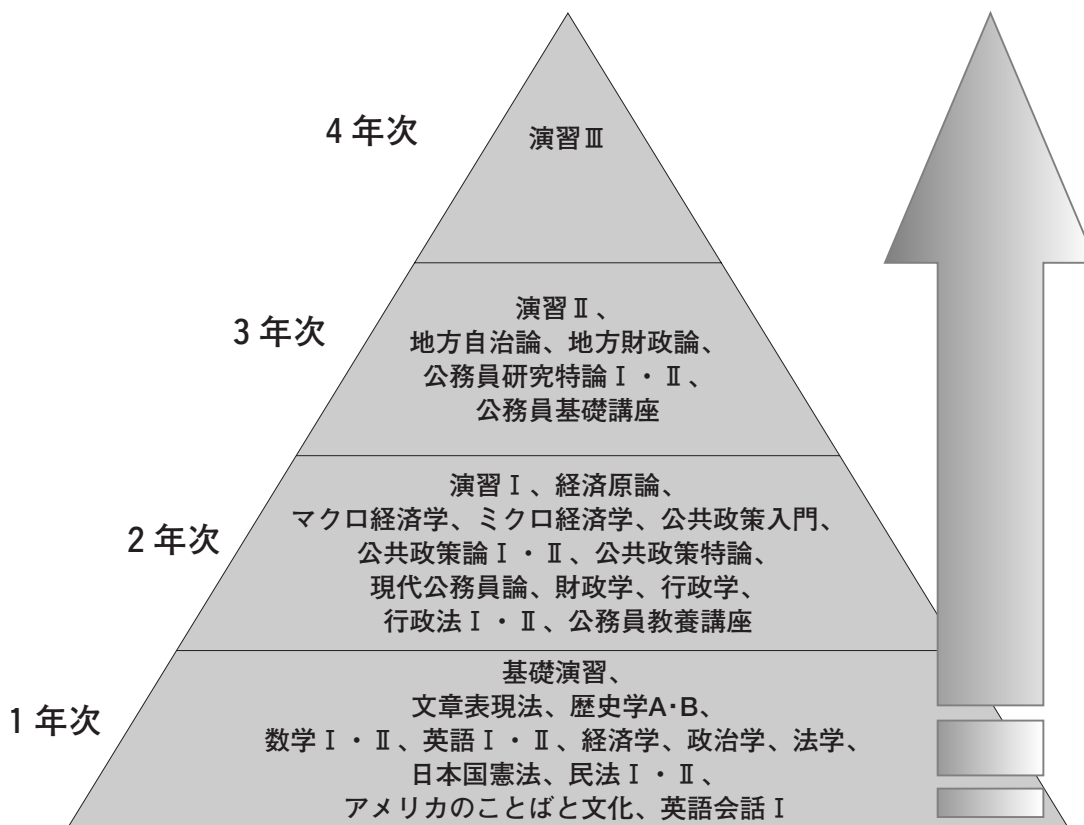 4年次
演習Ⅲ
3年次
演習Ⅱ、
地方自治論、地方財政論、
公務員研究特論Ⅰ・Ⅱ、
公務員基礎講座
2年次
演習Ⅰ、経済原論、
マクロ経済学、ミクロ経済学、公共政策入門、
公共政策論Ⅰ・Ⅱ、公共政策特論、
現代公務員論、財政学、行政学、
行政法Ⅰ・Ⅱ、公務員教養講座
1年次
基礎演習、
文章表現法、歴史学A･B、
数学Ⅰ・Ⅱ、英語Ⅰ・Ⅱ、経済学、政治学、法学、
日本国憲法、民法Ⅰ・Ⅱ、
アメリカのことばと文化、英語会話Ⅰ